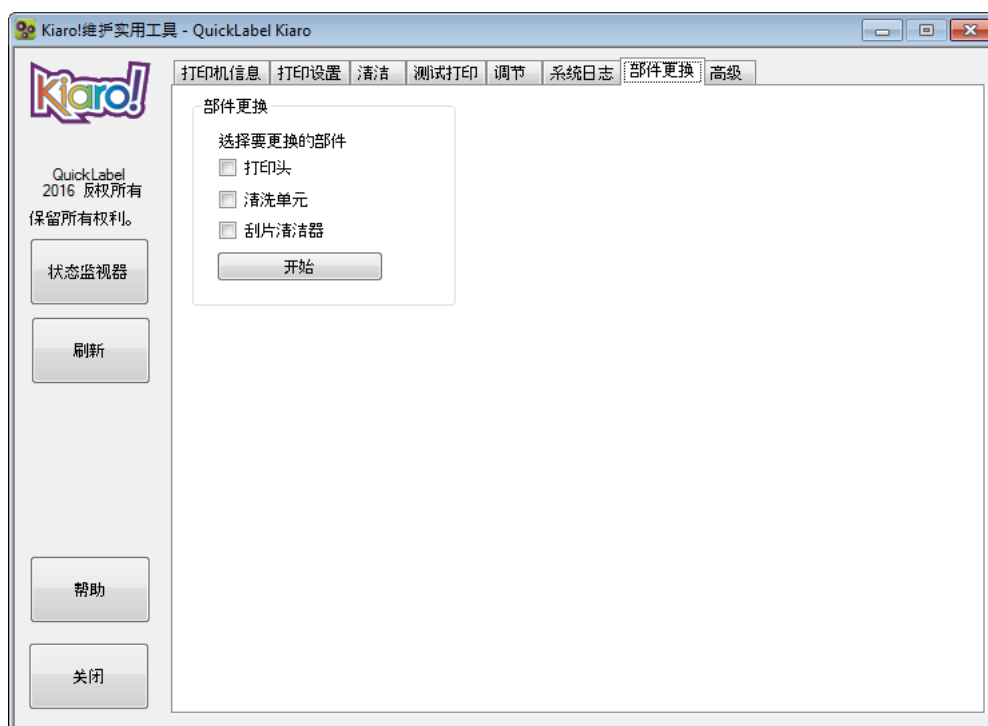 Kiaro!维护实用工具 - QuickLabel Kiaro
Kiaro!
打印机信息 打印设置 清洁 测试打印 调节 系统日志 部件更换 高级
部件更换
选择要更换的部件
打印头
清洗单元
刮片清洁器
开始
QuickLabel
2016 反权所有
保留所有权利。
状态监视器
刷新
帮助
关闭